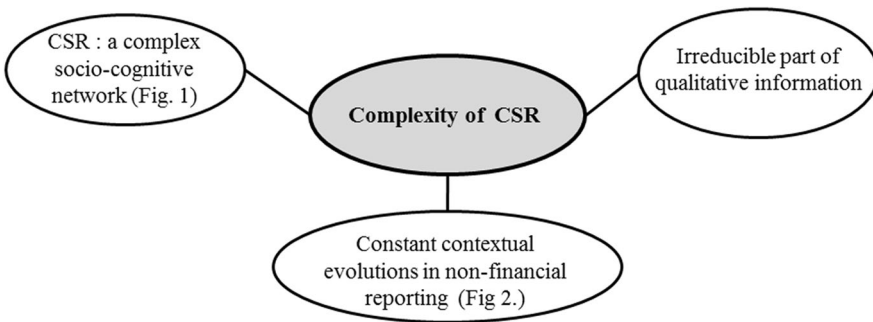 CSR : a complex
socio-cognitive
network (Fig. 1)
Irreducible part of
qualitative information
Complexity of CSR
Constant contextual
evolutions in non-financial
reporting (Fig 2.)